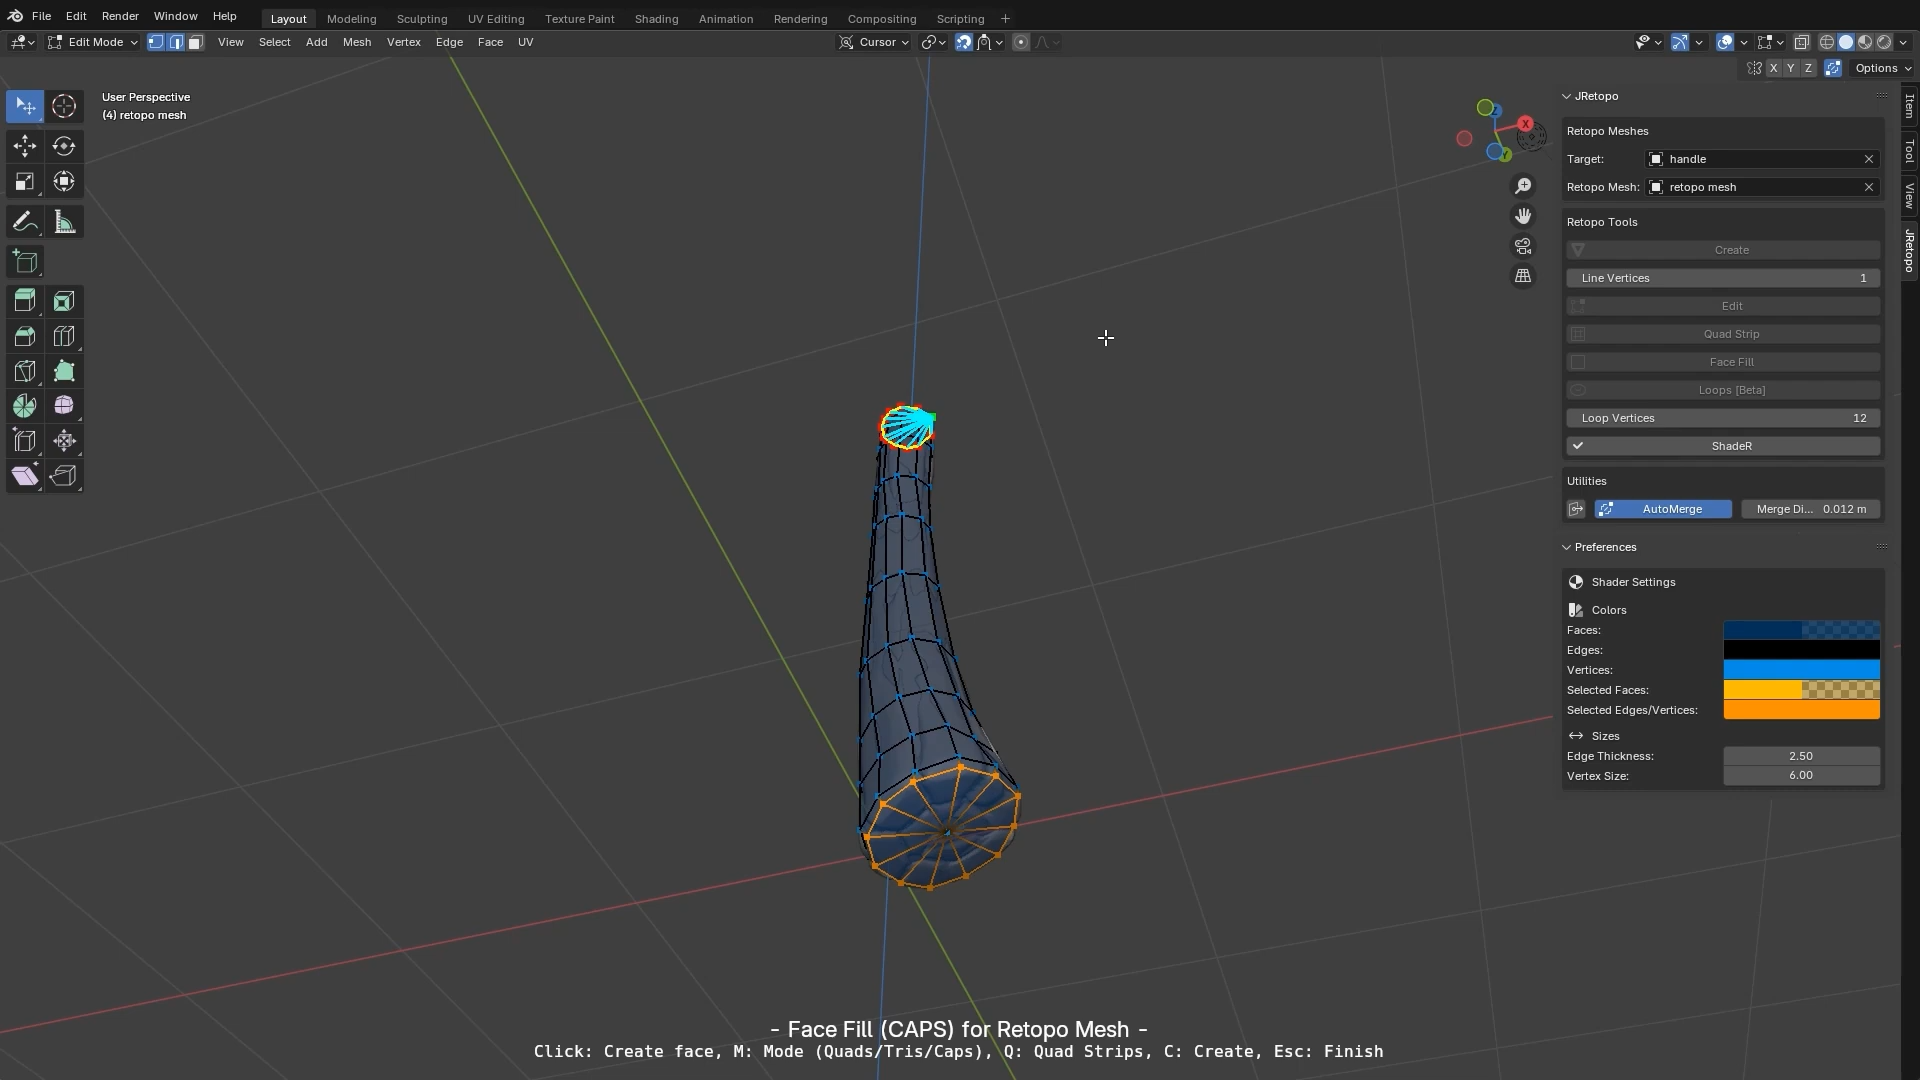 File Edit Render Window Help Layout Modeling Sculpting UV Editing Texture Paint Shading Animation Rendering Compositing Scripting +
Edit Mode View Select Add Mesh Vertex Edge Face UV Cursor
X Y Z Options
User Perspective
(4) retopo mesh
X
Y
Z
JRetopo
Retopo Meshes
Target: handle
Retopo Mesh: retopo mesh
Retopo Tools
Create
Line Vertices 1
Edit
Quad Strip
Face Fill
Loops [Beta]
Loop Vertices 12
ShadeR
Utilities
AutoMerge Merge Di... 0.012 m
Preferences
Shader Settings
Colors
Faces:
Edges:
Vertices:
Selected Faces:
Selected Edges/Vertices:
Sizes
Edge Thickness: 2.50
Vertex Size: 6.00
Item
Tool
View
JRetopo
- Face Fill (CAPS) for Retopo Mesh -
Click: Create face, M: Mode (Quads/Tris/Caps), Q: Quad Strips, C: Create, Esc: Finish